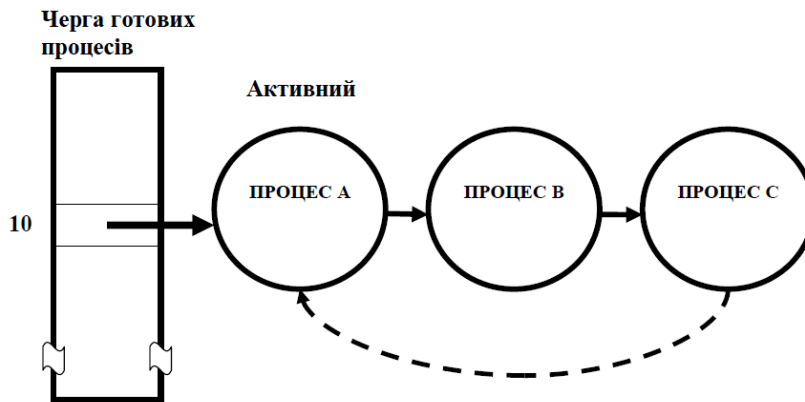 Черга готових
процесів
Активний
ПРОЦЕС А
ПРОЦЕС В
ПРОЦЕС С
10